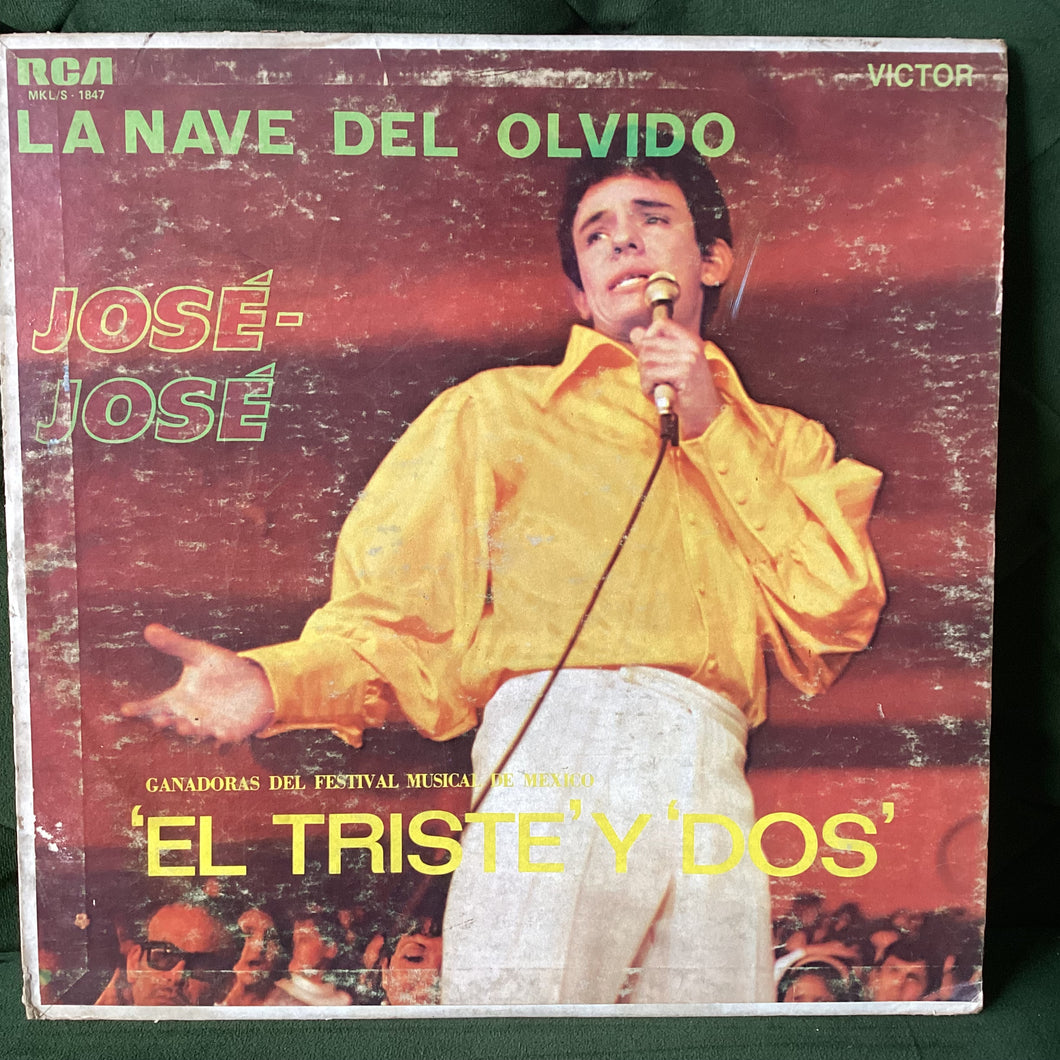 RCA
VICTOR
MKL/S - 1847
LA NAVE DEL OLVIDO
JOSÉ-
JOSÉ
GANADORAS DEL FESTIVAL MUSICAL DE MEXICO
'EL TRISTE' Y 'DOS'